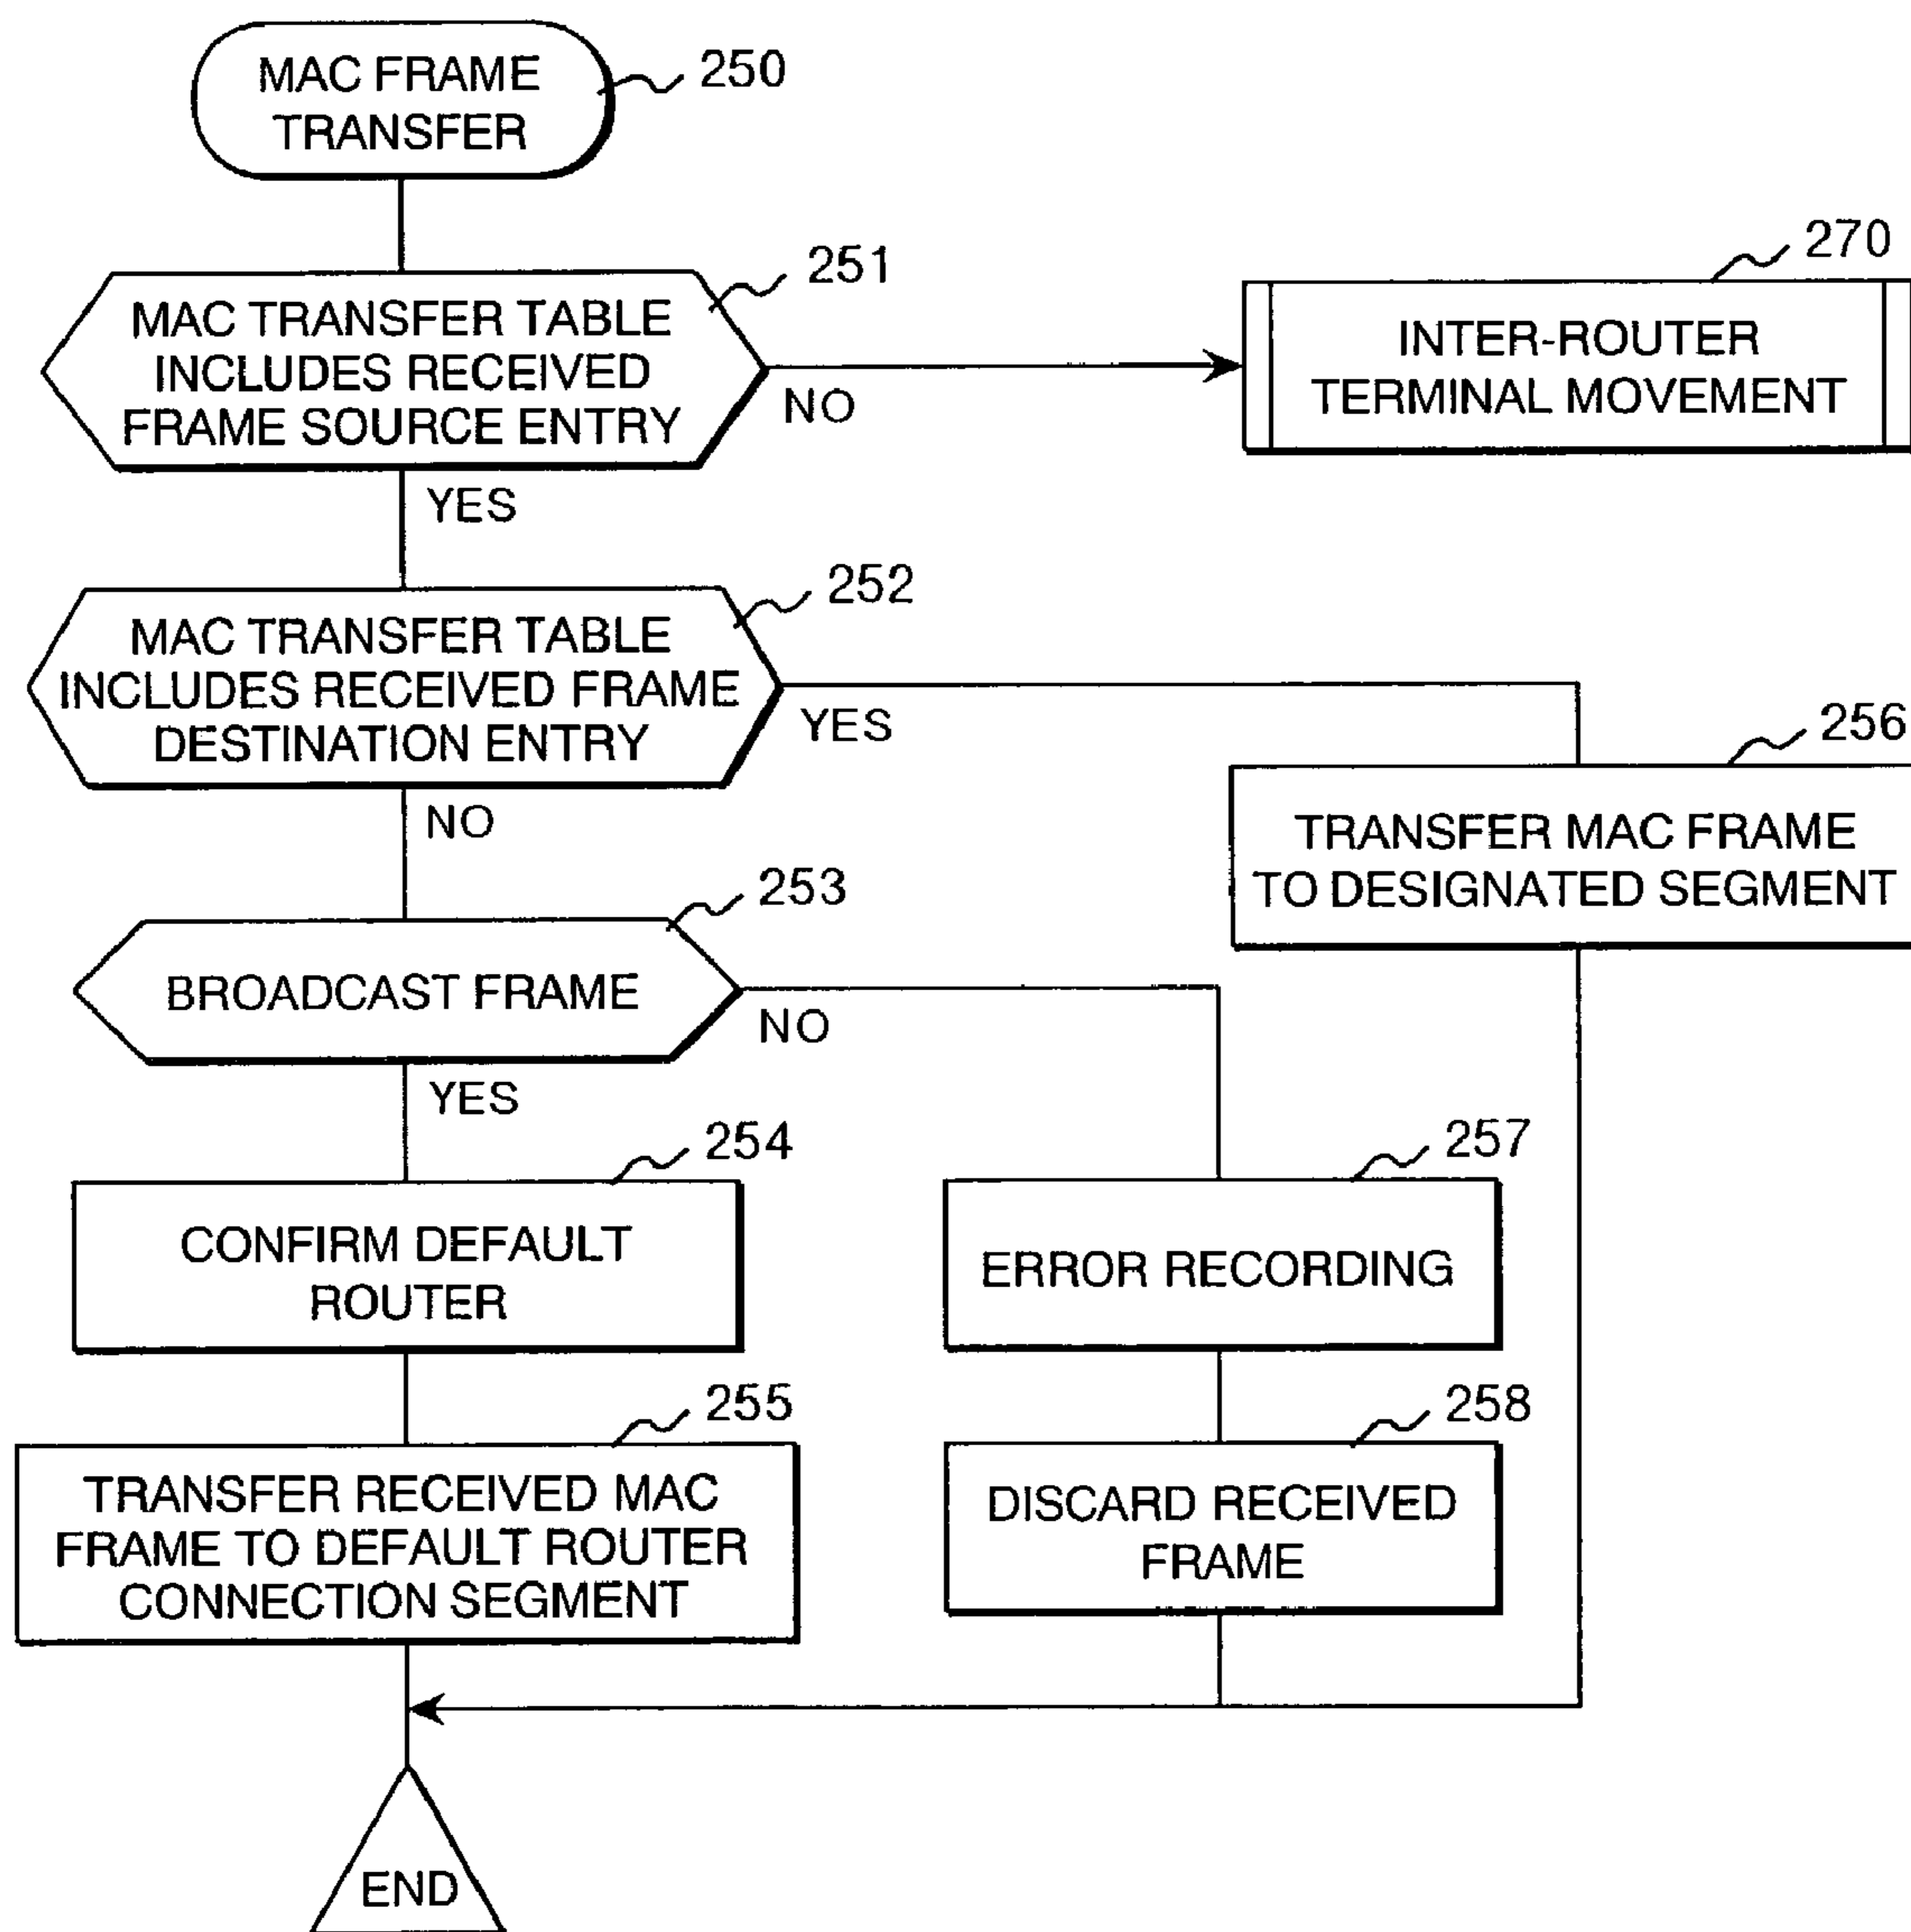 MAC FRAME
TRANSFER
250
MAC TRANSFER TABLE
INCLUDES RECEIVED
FRAME SOURCE ENTRY
251
NO
270
INTER-ROUTER
TERMINAL MOVEMENT
YES
MAC TRANSFER TABLE
INCLUDES RECEIVED FRAME
DESTINATION ENTRY
252
YES
256
TRANSFER MAC FRAME
TO DESIGNATED SEGMENT
NO
253
BROADCAST FRAME
NO
YES
254
CONFIRM DEFAULT
ROUTER
257
ERROR RECORDING
255
TRANSFER RECEIVED MAC
FRAME TO DEFAULT ROUTER
CONNECTION SEGMENT
258
DISCARD RECEIVED
FRAME
END